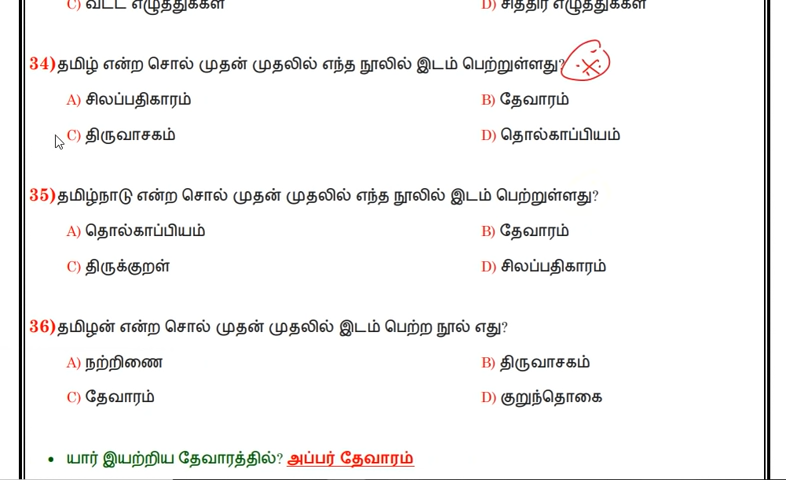 C) வட்ட எழுத்துக்கள் D) சித்திர எழுத்துக்கள்
34)தமிழ் என்ற சொல் முதன் முதலில் எந்த நூலில் இடம் பெற்றுள்ளது?
A) சிலப்பதிகாரம் B) தேவாரம்
C) திருவாசகம் D) தொல்காப்பியம்
35)தமிழ்நாடு என்ற சொல் முதன் முதலில் எந்த நூலில் இடம் பெற்றுள்ளது?
A) தொல்காப்பியம் B) தேவாரம்
C) திருக்குறள் D) சிலப்பதிகாரம்
36)தமிழன் என்ற சொல் முதன் முதலில் இடம் பெற்ற நூல் எது?
A) நற்றிணை B) திருவாசகம்
C) தேவாரம் D) குறுந்தொகை
• யார் இயற்றிய தேவாரத்தில்? அப்பர் தேவாரம்